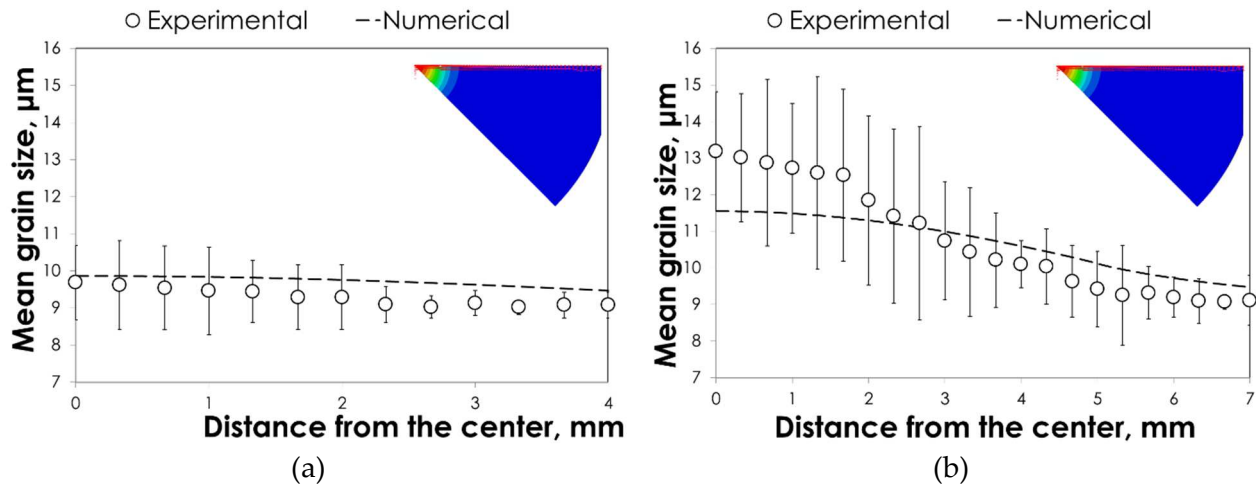 Experimental Numerical
Mean grain size, µm
16
15
14
13
12
11
10
9
8
7
0 1 2 3 4
Distance from the center, mm
(a)
Experimental Numerical
Mean grain size, µm
16
15
14
13
12
11
10
9
8
7
0 1 2 3 4 5 6 7
Distance from the center, mm
(b)